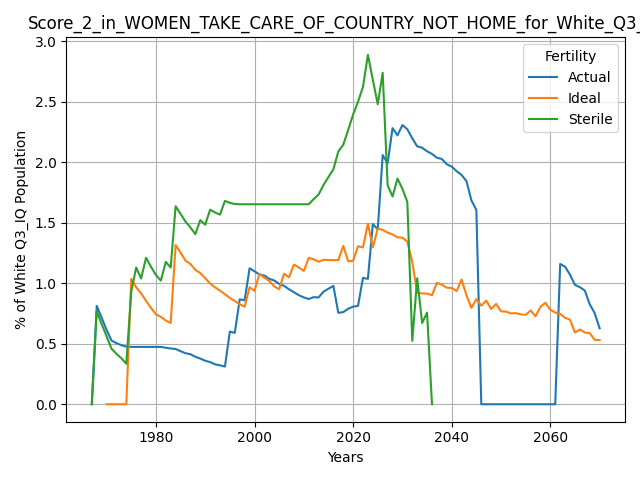 Score_2_in_WOMEN_TAKE_CARE_OF_COUNTRY_NOT_HOME_for_White_Q3_
Fertility
Actual
Ideal
Sterile
% of White Q3_IQ Population
3.0
2.5
2.0
1.5
1.0
0.5
0.0
1980 2000 2020 2040 2060
Years